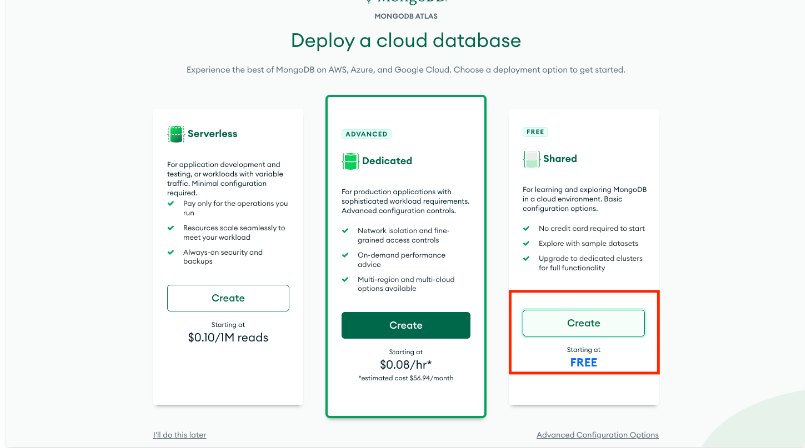 MongoDB
MONGODB ATLAS
Deploy a cloud database
Experience the best of MongoDB on AWS, Azure, and Google Cloud. Choose a deployment option to get started.
Serverless
For application development and
testing, or workloads with variable
traffic. Minimal configuration
required.
Pay only for the operations you
run
Resources scale seamlessly to
meet your workload
Always-on security and
backups
Create
Starting at
$0.10/1M reads
ADVANCED
Dedicated
For production applications with
sophisticated workload requirements.
Advanced configuration controls.
Network isolation and fine-
grained access controls
On-demand performance
advice
Multi-region and multi-cloud
options available
Create
Starting at
$0.08/hr*
*estimated cost $56.94/month
FREE
Shared
For learning and exploring MongoDB
in a cloud environment. Basic
configuration options.
No credit card required to start
Explore with sample datasets
Upgrade to dedicated clusters
for full functionality
Create
Starting at
FREE
I'll do this later
Advanced Configuration Options